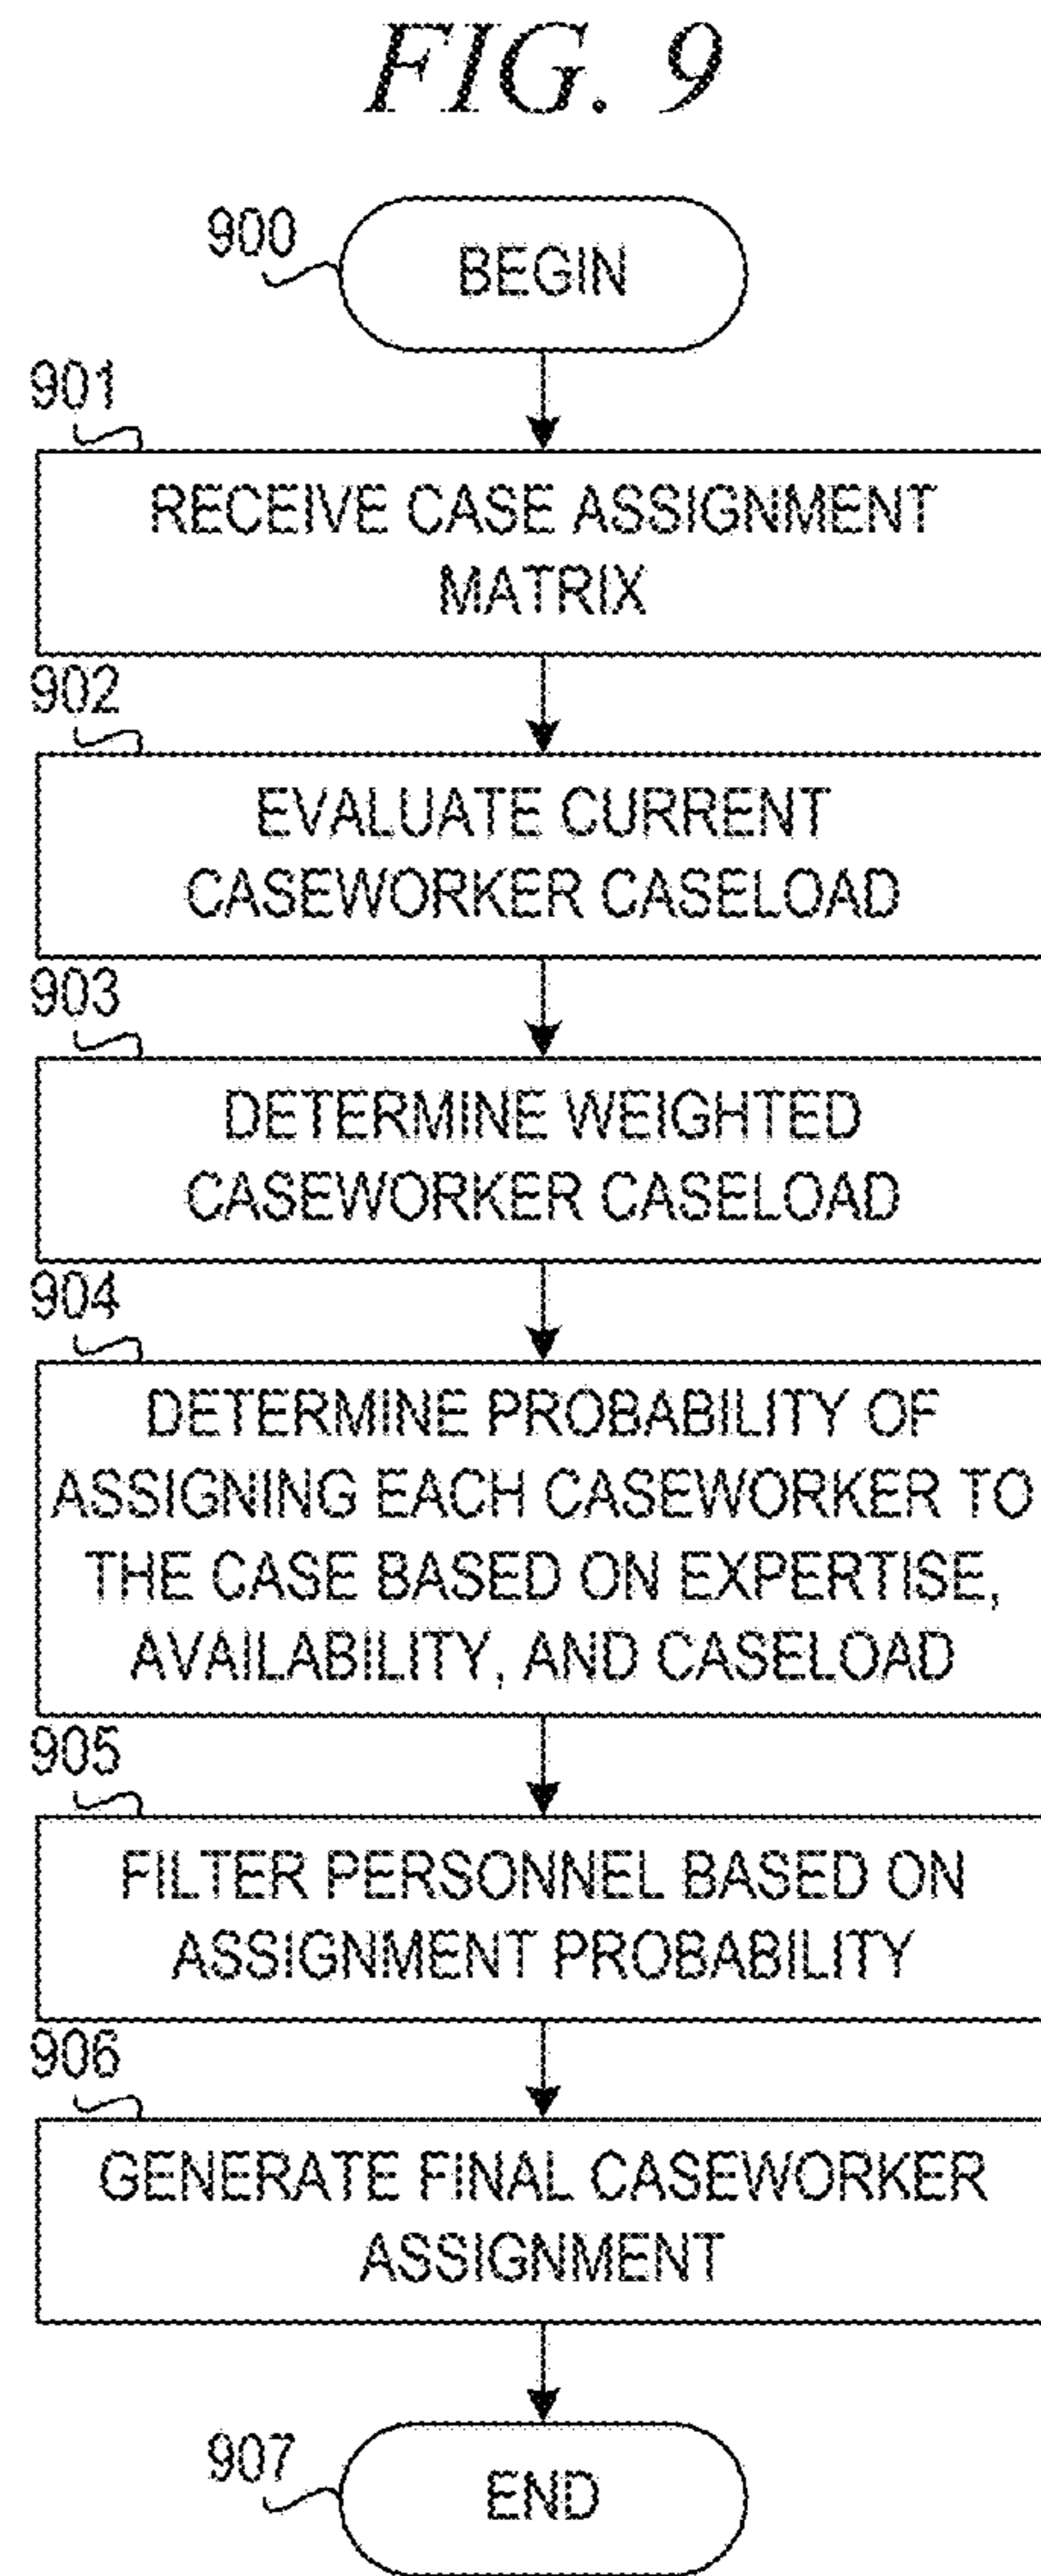 FIG. 9
900
BEGIN
901
RECEIVE CASE ASSIGNMENT
MATRIX
902
EVALUATE CURRENT
CASEWORKER CASELOAD
903
DETERMINE WEIGHTED
CASEWORKER CASELOAD
904
DETERMINE PROBABILITY OF
ASSIGNING EACH CASEWORKER TO
THE CASE BASED ON EXPERTISE,
AVAILABILITY, AND CASELOAD
905
FILTER PERSONNEL BASED ON
ASSIGNMENT PROBABILITY
906
GENERATE FINAL CASEWORKER
ASSIGNMENT
907
END